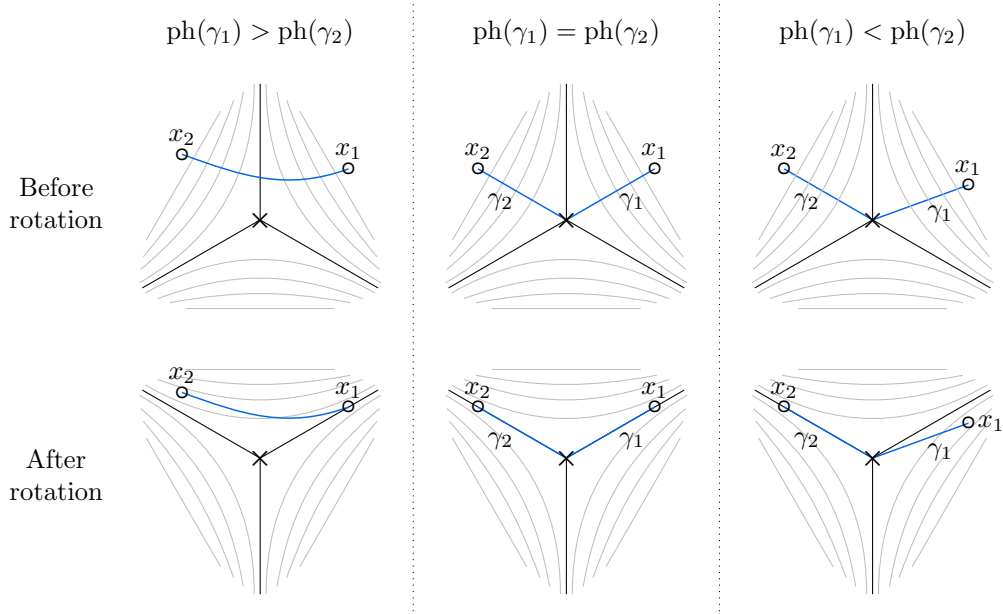 ph(γ₁) > ph(γ₂)
ph(γ₁) = ph(γ₂)
ph(γ₁) < ph(γ₂)
Before
rotation
x₂
x₁
x₂
x₁
γ₂
γ₁
x₂
x₁
γ₂
γ₁
After
rotation
x₂
x₁
x₂
x₁
γ₂
γ₁
x₂
x₁
γ₂
γ₁